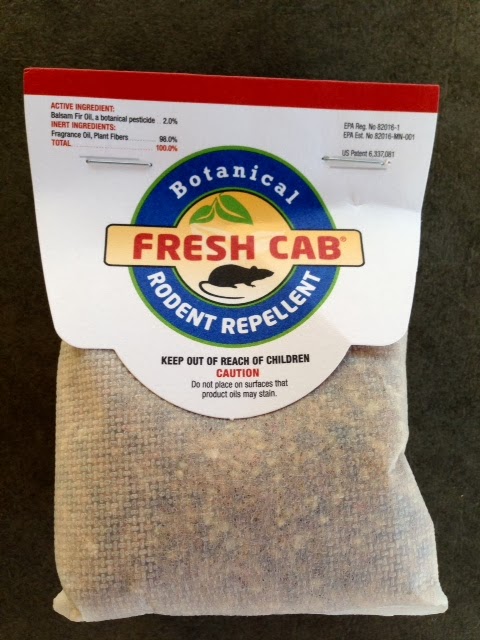 ACTIVE INGREDIENT:
Balsam Fir Oil, a botanical pesticide 2.0%
INERT INGREDIENTS:
Fragrance Oil, Plant Fibers 98.0%
TOTAL 100.0%
EPA Reg. No 82016-1
EPA Est. No 82016-MN-001
US Patent 6,337,081
Botanical
FRESH CAB®
RODENT REPELLENT
KEEP OUT OF REACH OF CHILDREN
CAUTION
Do not place on surfaces that
product oils may stain.